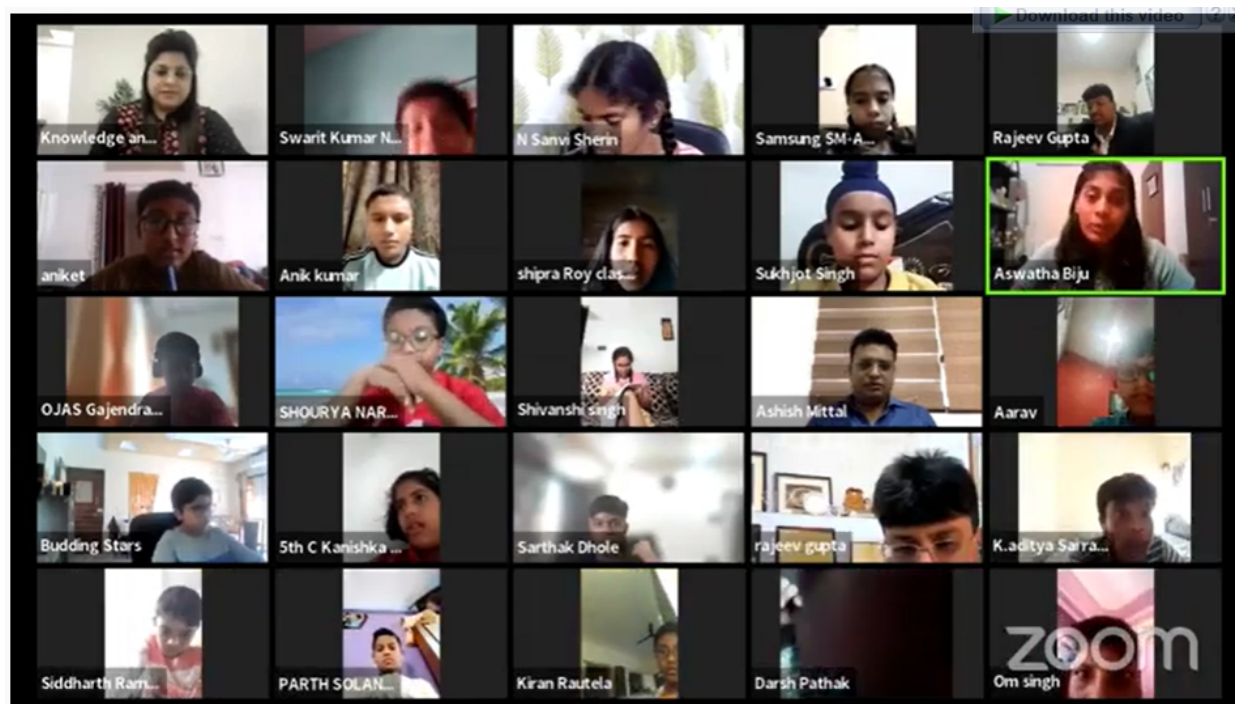 Download this video ?
Knowledge an...
Swarit Kumar N...
N Sanvi Sherin
Samsung SM-A...
Rajeev Gupta
aniket
Anik kumar
shipra Roy clas...
Sukhjot Singh
Aswatha Biju
OJAS Gajendra...
SHOURYA NAR...
Shivanshi singh
Ashish Mittal
Aarav
Budding Stars
5th C Kanishka ...
Sarthak Dhole
rajeev gupta
K.aditya Saira...
Siddharth Ram...
PARTH SOLAN...
Kiran Rautela
Darsh Pathak
Om singh
zoom